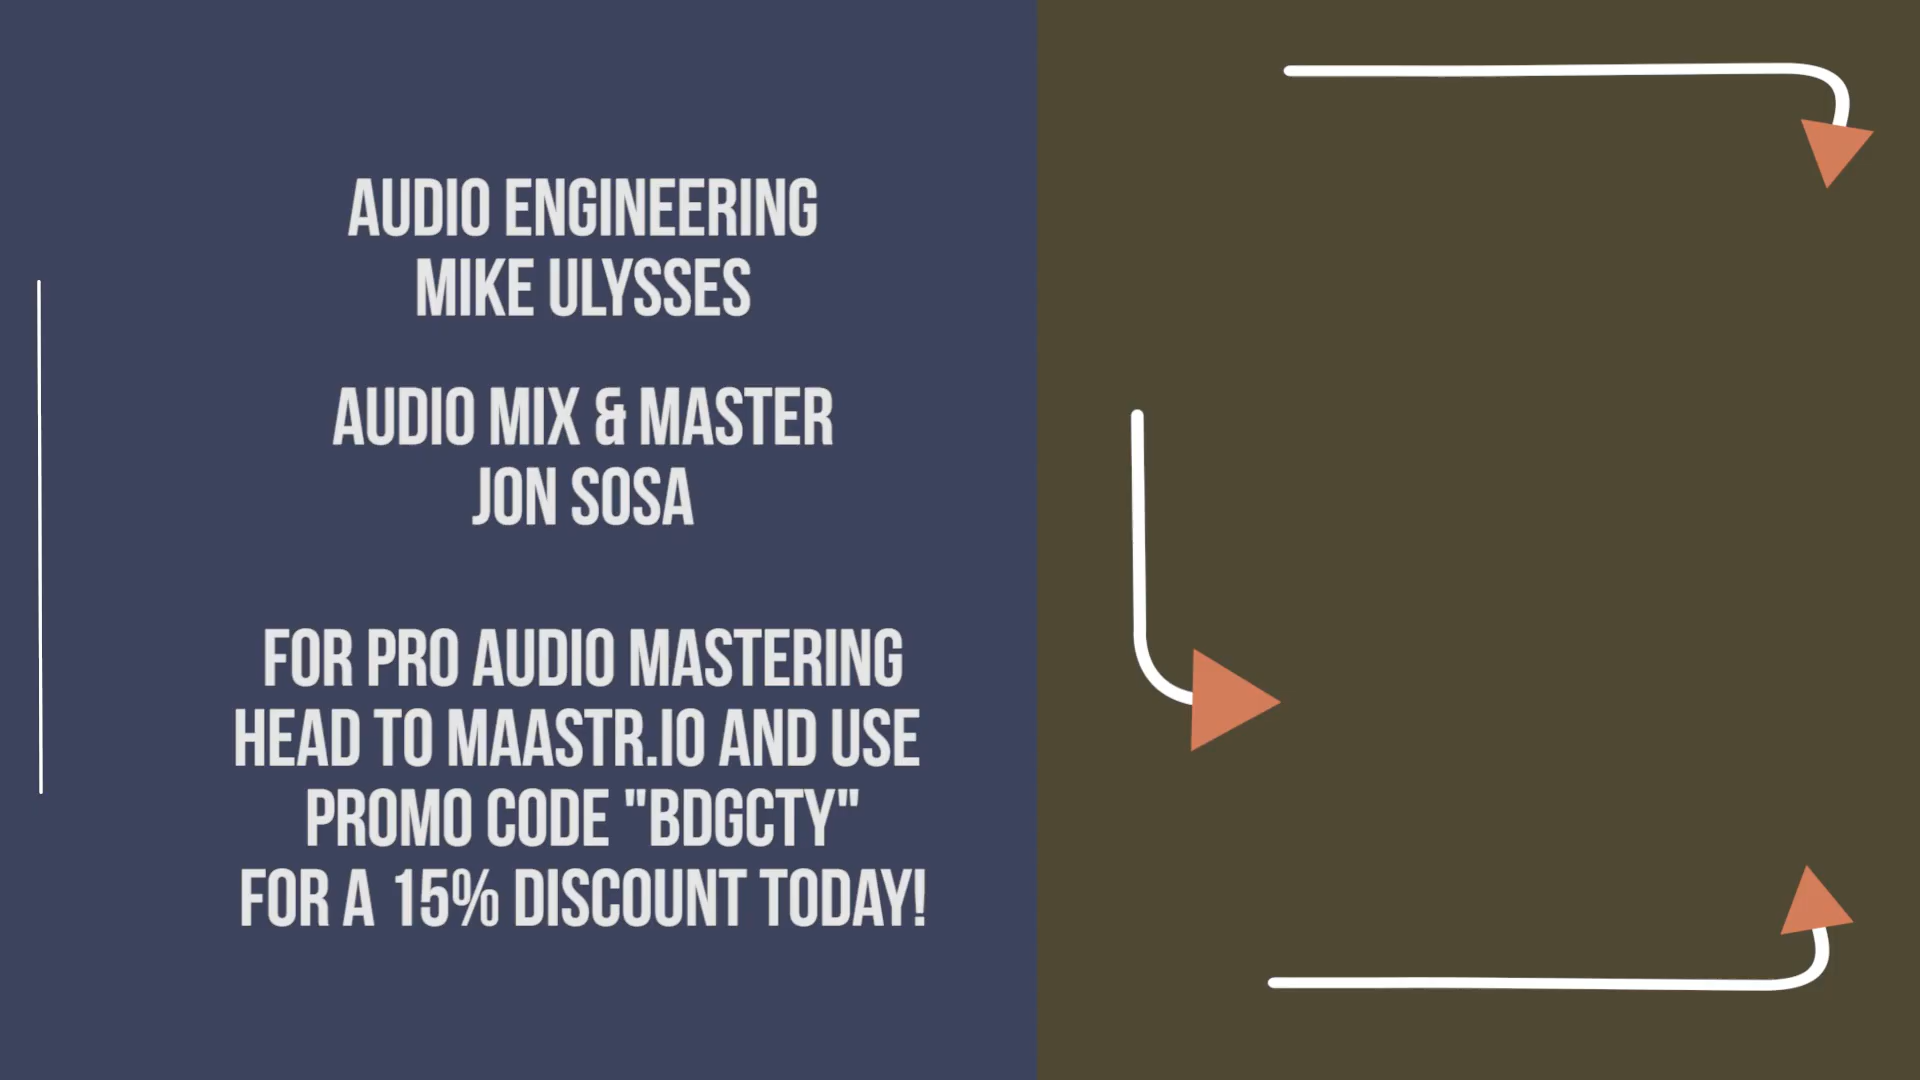 AUDIO ENGINEERING
MIKE ULYSSES
AUDIO MIX & MASTER
JON SOSA
FOR PRO AUDIO MASTERING
HEAD TO MAASTR.IO AND USE
PROMO CODE "BDGCTY"
FOR A 15% DISCOUNT TODAY!